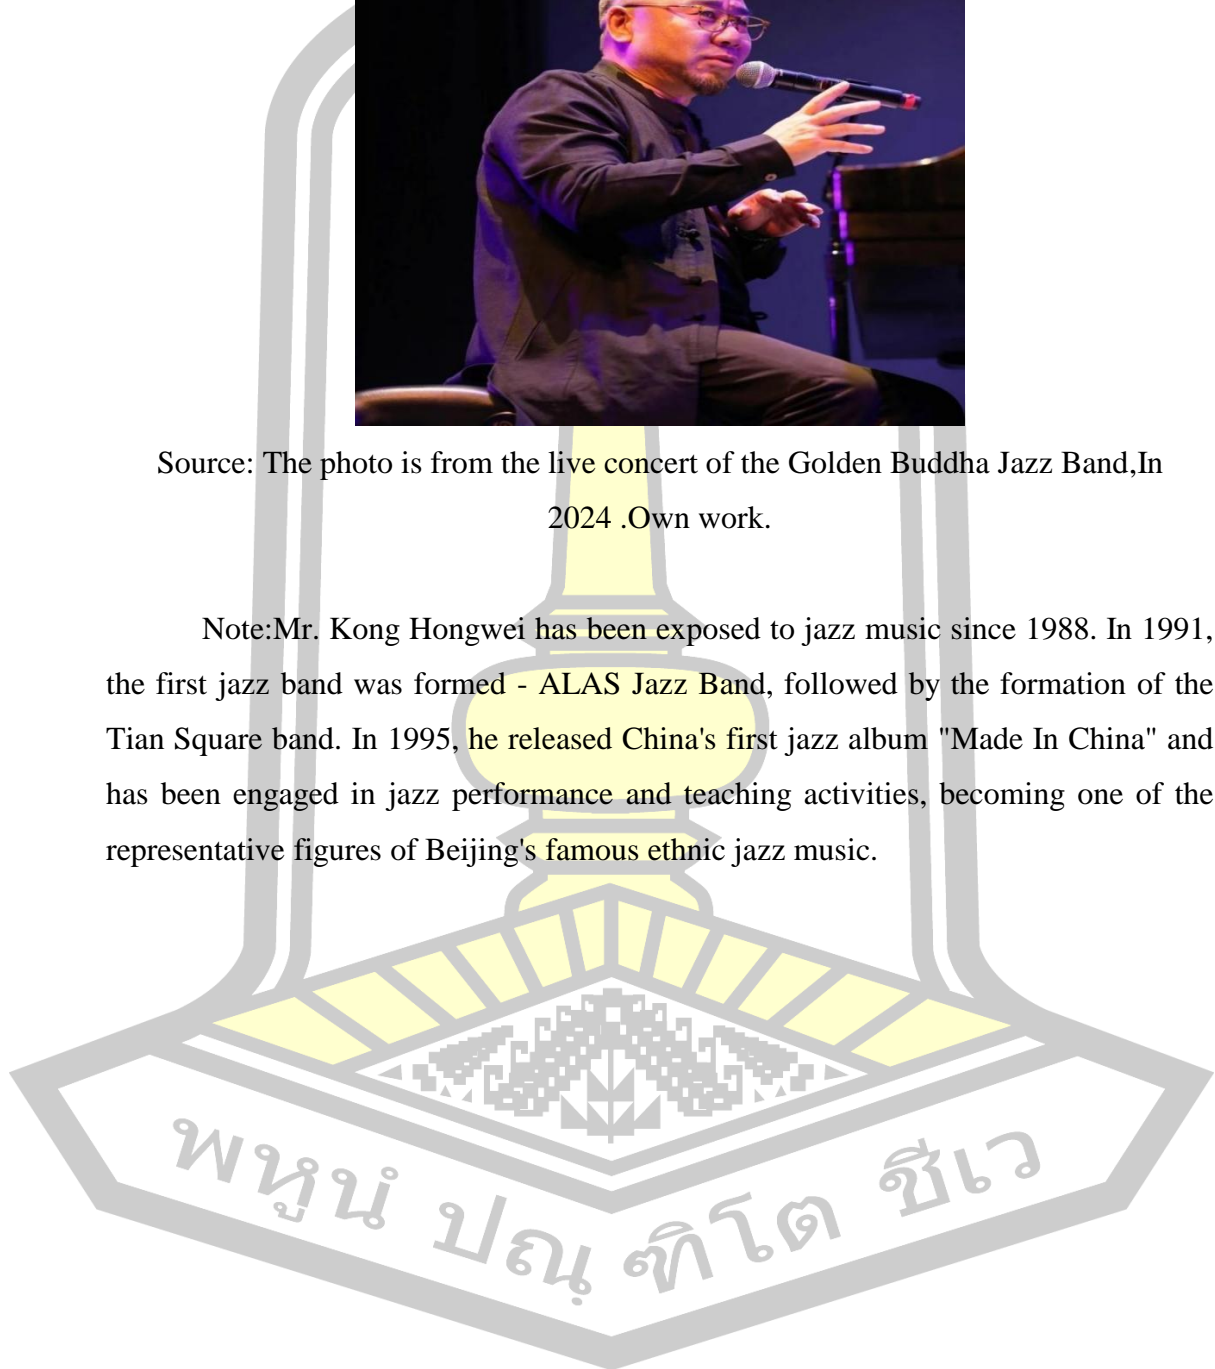 Source: The photo is from the live concert of the Golden Buddha Jazz Band,In
2024 .Own work.
Note:Mr. Kong Hongwei has been exposed to jazz music since 1988. In 1991,
the first jazz band was formed - ALAS Jazz Band, followed by the formation of the
Tian Square band. In 1995, he released China's first jazz album "Made In China" and
has been engaged in jazz performance and teaching activities, becoming one of the
representative figures of Beijing's famous ethnic jazz music.
พหูนํ ปณฺฑิโต ชีเว